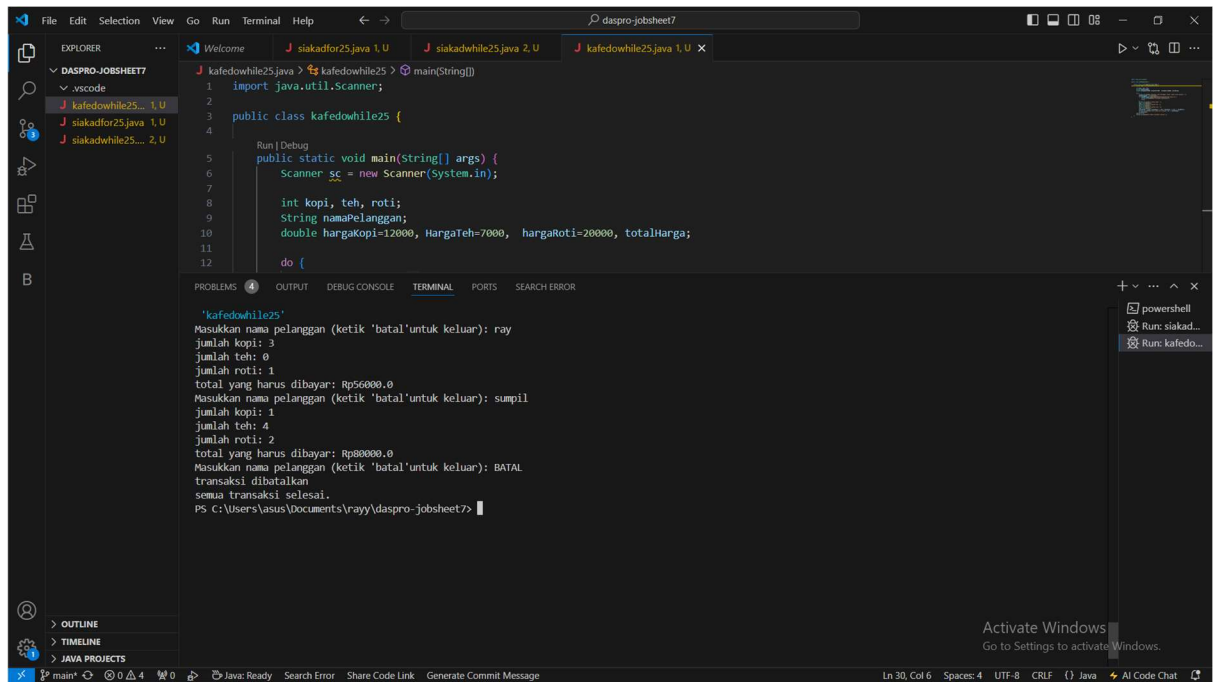 File Edit Selection View Go Run Terminal Help
daspro-jobsheet7
EXPLORER
DASPRO-JOBSHEET7
.vscode
kafedowhile25... 1, U
siakadfor25.java 1, U
siakadwhile25.... 2, U
OUTLINE
TIMELINE
JAVA PROJECTS
Welcome
siakadfor25.java 1, U
siakadwhile25.java 2, U
kafedowhile25.java 1, U
kafedowhile25.java > kafedowhile25 > main(String[])
1 import java.util.Scanner;
2
3 public class kafedowhile25 {
4
Run | Debug
5 public static void main(String[] args) {
6 Scanner sc = new Scanner(System.in);
7
8 int kopi, teh, roti;
9 String namaPelanggan;
10 double hargaKopi=12000, HargaTeh=7000, hargaRoti=20000, totalHarga;
11
12 do {
PROBLEMS 4 OUTPUT DEBUG CONSOLE TERMINAL PORTS SEARCH ERROR
'kafedowhile25'
Masukkan nama pelanggan (ketik 'batal'untuk keluar): ray
jumlah kopi: 3
jumlah teh: 0
jumlah roti: 1
total yang harus dibayar: Rp56000.0
Masukkan nama pelanggan (ketik 'batal'untuk keluar): sumpil
jumlah kopi: 1
jumlah teh: 4
jumlah roti: 2
total yang harus dibayar: Rp80000.0
Masukkan nama pelanggan (ketik 'batal'untuk keluar): BATAL
transaksi dibatalkan
semua transaksi selesai.
PS C:\Users\asus\Documents\rayy\daspro-jobsheet7>
powershell
Run: siakad...
Run: kafedo...
Activate Windows
Go to Settings to activate Windows.
main* 0 4 0 Java: Ready Search Error Share Code Link Generate Commit Message Ln 30, Col 6 Spaces: 4 UTF-8 CRLF {} Java AI Code Chat